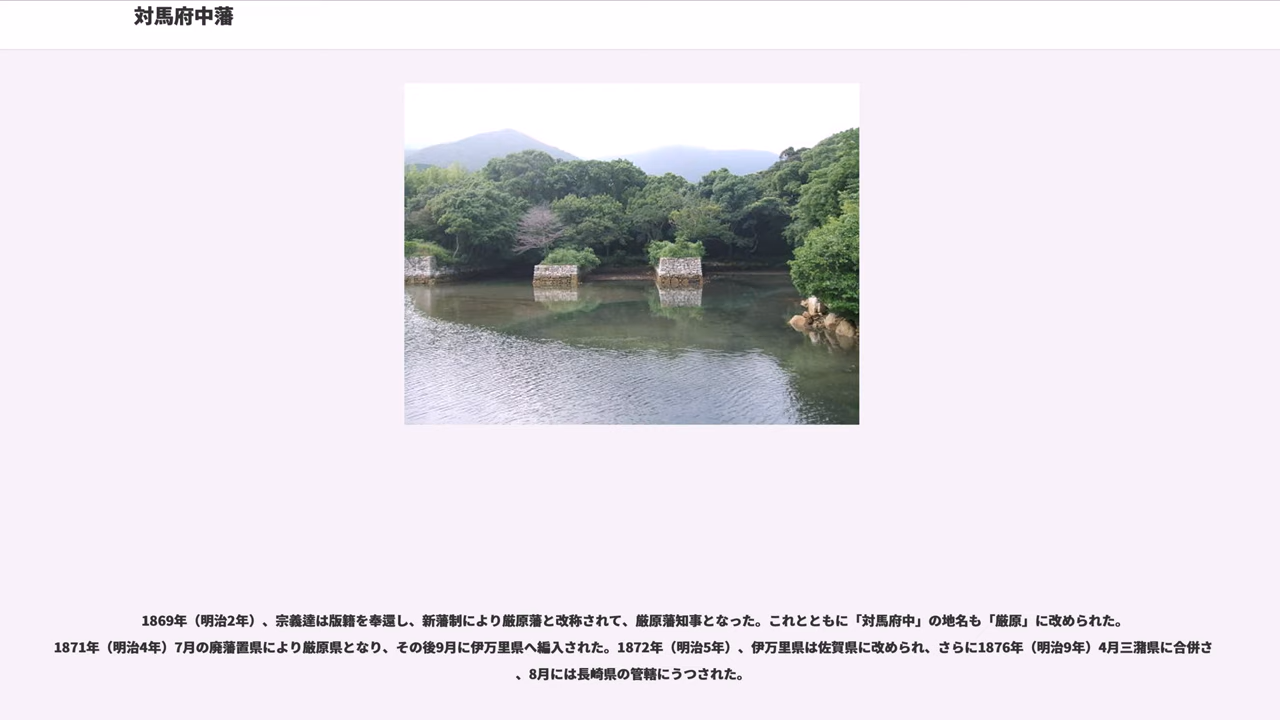 対馬府中藩
1869年（明治2年）、宗義達は版籍を奉還し、新藩制により厳原藩と改称されて、厳原藩知事となった。これとともに「対馬府中」の地名も「厳原」に改められた。
1871年（明治4年）7月の廃藩置県により厳原県となり、その後9月に伊万里県へ編入された。1872年（明治5年）、伊万里県は佐賀県に改められ、さらに1876年（明治9年）4月三潴県に合併さ
、8月には長崎県の管轄にうつされた。